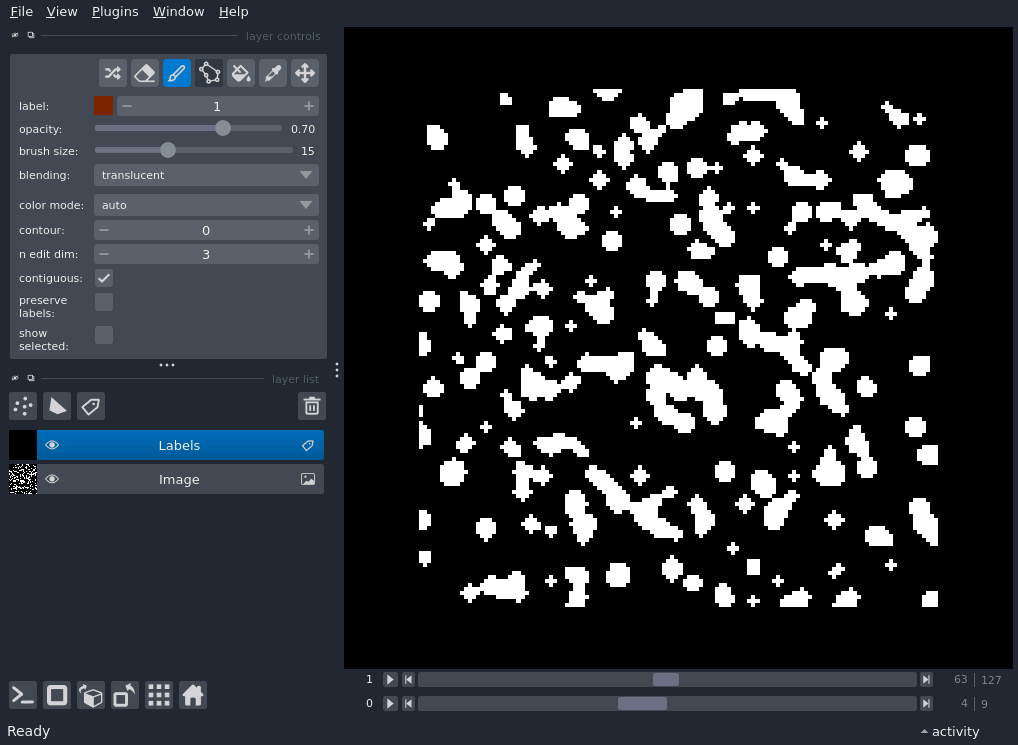 File View Plugins Window Help
layer controls
label: 1
opacity: 0.70
brush size: 15
blending: translucent
color mode: auto
contour: 0
n edit dim: 3
contiguous:
preserve
labels:
show
selected:
layer list
Labels
Image
1 63 127
0 4 9
Ready activity